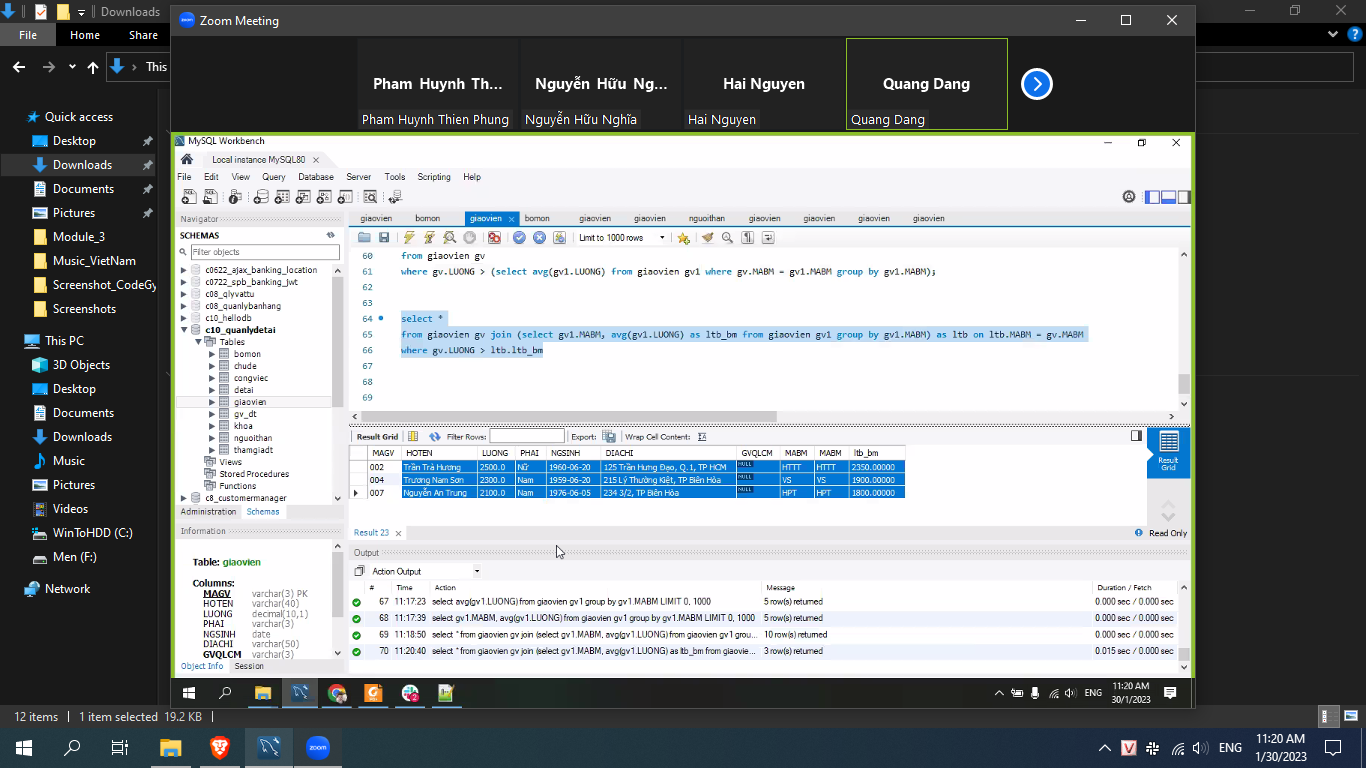 Downloads
File Home Share
This
Quick access
Desktop
Downloads
Documents
Pictures
Module_3
Music_VietNam
Screenshot_CodeGy
Screenshots
This PC
3D Objects
Desktop
Documents
Downloads
Music
Pictures
Videos
WinToHDD (C:)
Men (F:)
Network
12 items 1 item selected 19.2 KB
Zoom Meeting
Pham Huynh Th... Nguyễn Hữu Ng... Hai Nguyen Quang Dang
Pham Huynh Thien Phung Nguyễn Hữu Nghĩa Hai Nguyen Quang Dang
MySQL Workbench
Local instance MySQL80
File Edit View Query Database Server Tools Scripting Help
Navigator
SCHEMAS
Filter objects
c0622_ajax_banking_location
c0722_spb_banking_jwt
c08_qlyvattu
c08_quanlybanhang
c10_hellodb
c10_quanlydetai
Tables
bomon
chude
congviec
detai
giaovien
gv_dt
khoa
nguoithan
thamgiadt
Views
Stored Procedures
Functions
c8_customermanager
Administration Schemas
Information
Table: giaovien
Columns:
MAGV varchar(3) PK
HOTEN varchar(40)
LUONG decimal(10,1)
PHAI varchar(3)
NGSINH date
DIACHI varchar(50)
GVQLCM varchar(3)
Object Info Session
giaovien bomon giaovien bomon giaovien giaovien nguoithan giaovien giaovien giaovien giaovien
Limit to 1000 rows
60 from giaovien gv
61 where gv.LUONG > (select avg(gv1.LUONG) from giaovien gv1 where gv.MABM = gv1.MABM group by gv1.MABM);
62
63
64 select *
65 from giaovien gv join (select gv1.MABM, avg(gv1.LUONG) as ltb_bm from giaovien gv1 group by gv1.MABM) as ltb on ltb.MABM = gv.MABM
66 where gv.LUONG > ltb.ltb_bm
67
68
69
Result Grid Filter Rows: Export: Wrap Cell Content:
MAGV HOTEN LUONG PHAI NGSINH DIACHI GVQLCM MABM MABM ltb_bm
002 Trần Trà Hương 2500.0 Nữ 1960-06-20 125 Trần Hưng Đạo, Q.1, TP HCM NULL HTTT HTTT 2350.00000
004 Trương Nam Sơn 2300.0 Nam 1959-06-20 215 Lý Thường Kiệt, TP Biên Hòa NULL VS VS 1900.00000
007 Nguyễn An Trung 2100.0 Nam 1976-06-05 234 3/2, TP Biên Hòa NULL HPT HPT 1800.00000
Result Grid
Result 23 Read Only
Output
Action Output
# Time Action Message Duration / Fetch
67 11:17:23 select avg(gv1.LUONG) from giaovien gv1 group by gv1.MABM LIMIT 0, 1000 5 row(s) returned 0.000 sec / 0.000 sec
68 11:17:39 select gv1.MABM, avg(gv1.LUONG) from giaovien gv1 group by gv1.MABM LIMIT 0, 1000 5 row(s) returned 0.000 sec / 0.000 sec
69 11:18:50 select * from giaovien gv join (select gv1.MABM, avg(gv1.LUONG) from giaovien gv1 grou... 10 row(s) returned 0.000 sec / 0.000 sec
70 11:20:40 select * from giaovien gv join (select gv1.MABM, avg(gv1.LUONG) as ltb_bm from giaovie... 3 row(s) returned 0.015 sec / 0.000 sec
ENG 11:20 AM
30/1/2023
zoom
ENG 11:20 AM
1/30/2023